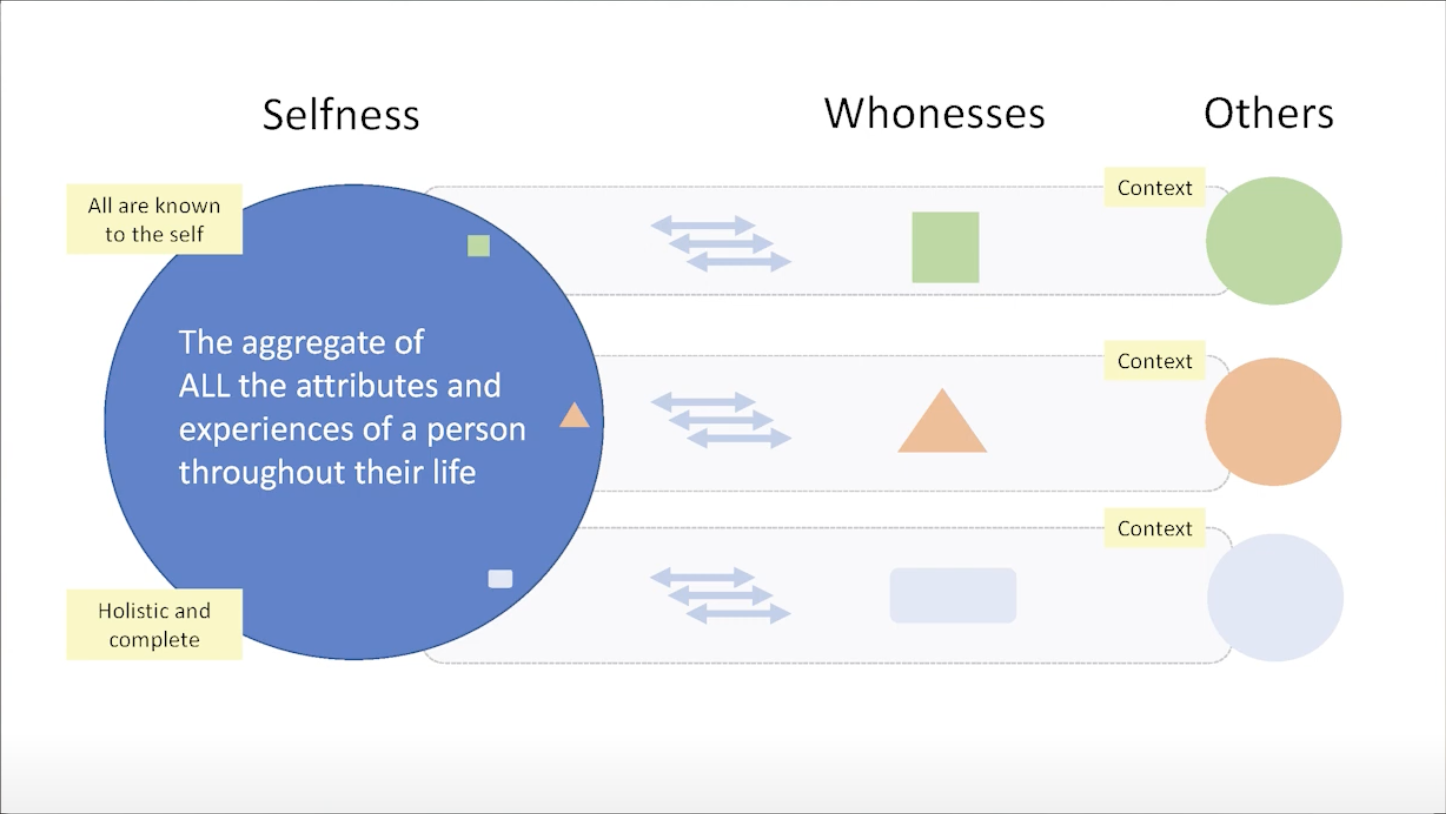 Selfness
Whonesses
Others
All are known
to the self
The aggregate of
ALL the attributes and
experiences of a person
throughout their life
Holistic and
complete
Context
Context
Context